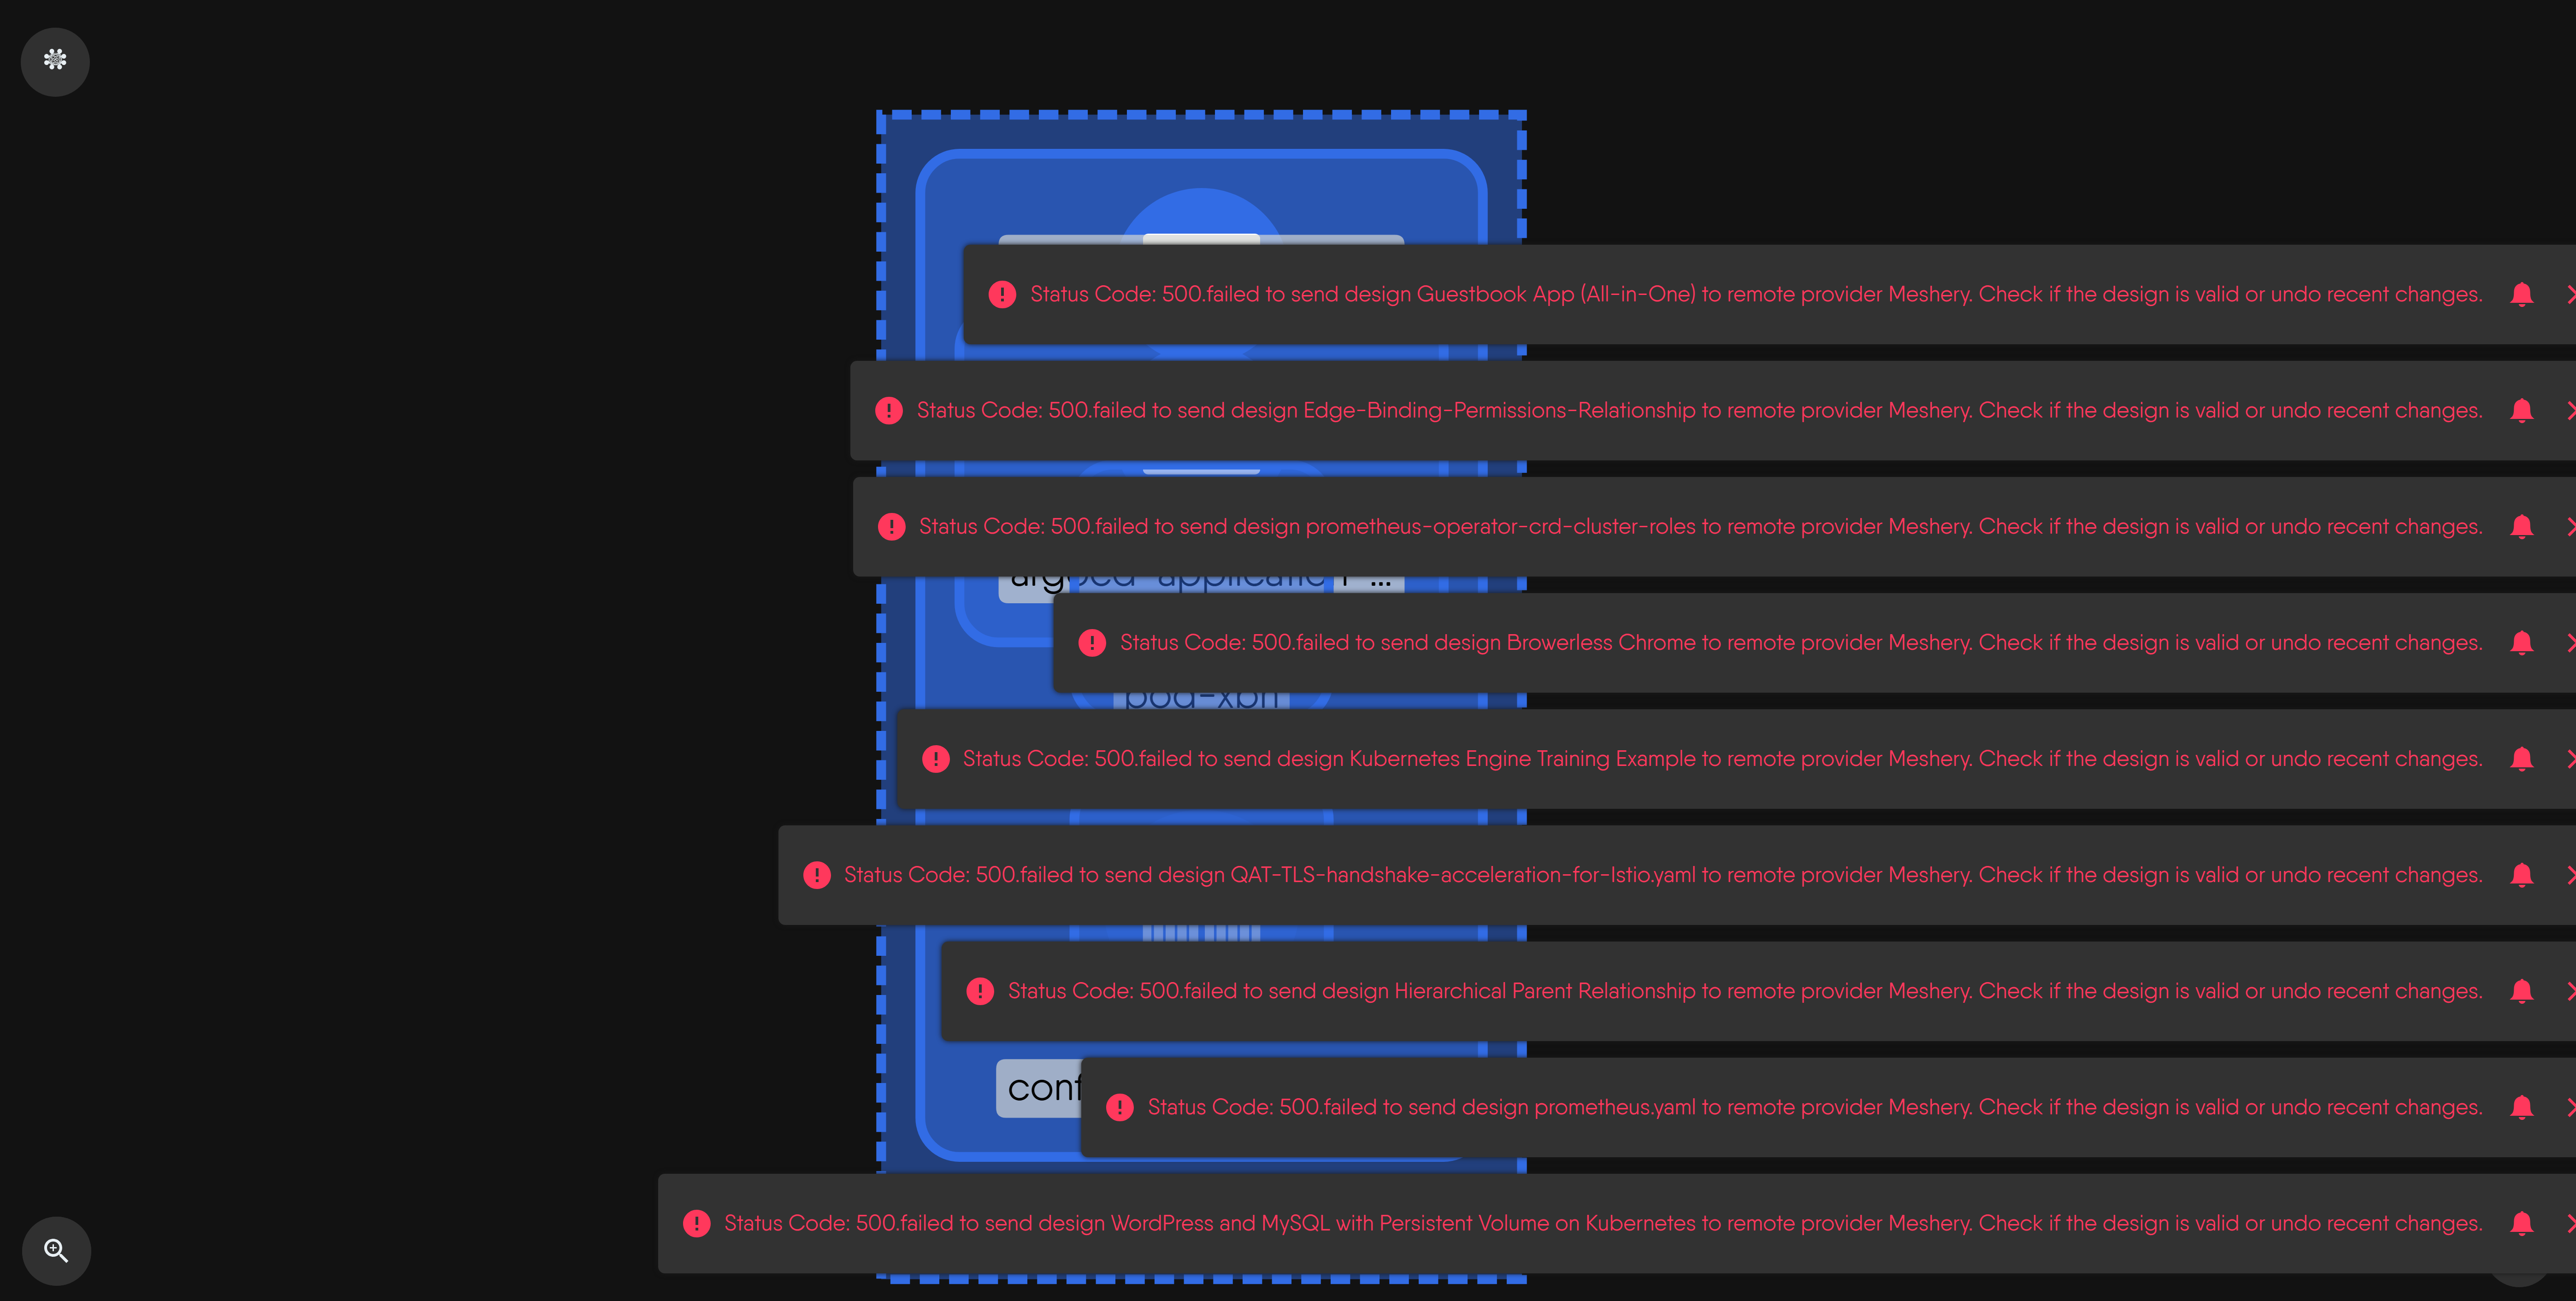 Status Code: 500.failed to send design Guestbook App (All-in-One) to remote provider Meshery. Check if the design is valid or undo recent changes.
Status Code: 500.failed to send design Edge-Binding-Permissions-Relationship to remote provider Meshery. Check if the design is valid or undo recent changes.
Status Code: 500.failed to send design prometheus-operator-crd-cluster-roles to remote provider Meshery. Check if the design is valid or undo recent changes.
Status Code: 500.failed to send design Browerless Chrome to remote provider Meshery. Check if the design is valid or undo recent changes.
pod-xpn
Status Code: 500.failed to send design Kubernetes Engine Training Example to remote provider Meshery. Check if the design is valid or undo recent changes.
Status Code: 500.failed to send design QAT-TLS-handshake-acceleration-for-Istio.yaml to remote provider Meshery. Check if the design is valid or undo recent changes.
Status Code: 500.failed to send design Hierarchical Parent Relationship to remote provider Meshery. Check if the design is valid or undo recent changes.
conf
Status Code: 500.failed to send design prometheus.yaml to remote provider Meshery. Check if the design is valid or undo recent changes.
Status Code: 500.failed to send design WordPress and MySQL with Persistent Volume on Kubernetes to remote provider Meshery. Check if the design is valid or undo recent changes.